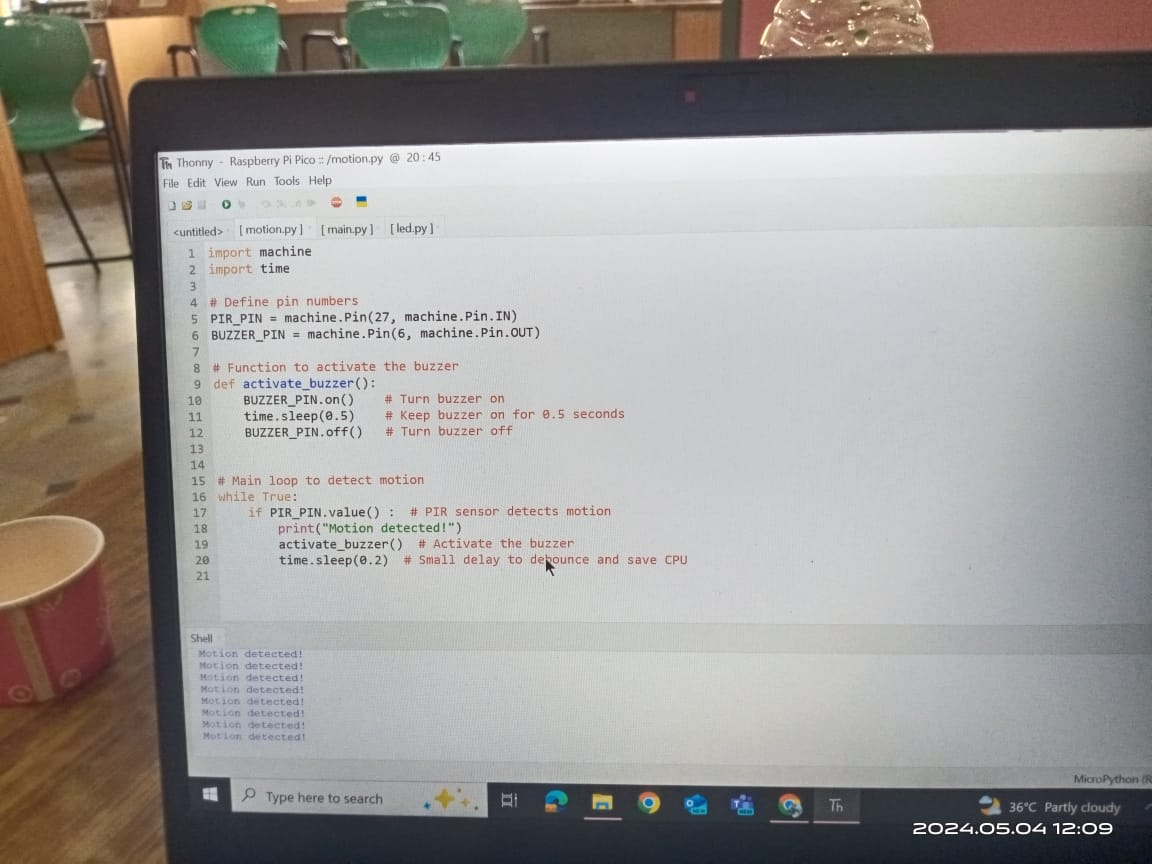 Th Thonny - Raspberry Pi Pico :: /motion.py @ 20 : 45
File Edit View Run Tools Help
<untitled> [ motion.py ] [ main.py ] [ led.py ]
1 import machine
2 import time
3
4 # Define pin numbers
5 PIR_PIN = machine.Pin(27, machine.Pin.IN)
6 BUZZER_PIN = machine.Pin(6, machine.Pin.OUT)
7
8 # Function to activate the buzzer
9 def activate_buzzer():
10 BUZZER_PIN.on() # Turn buzzer on
11 time.sleep(0.5) # Keep buzzer on for 0.5 seconds
12 BUZZER_PIN.off() # Turn buzzer off
13
14
15 # Main loop to detect motion
16 while True:
17 if PIR_PIN.value() : # PIR sensor detects motion
18 print("Motion detected!")
19 activate_buzzer() # Activate the buzzer
20 time.sleep(0.2) # Small delay to debounce and save CPU
21
Shell
Motion detected!
Motion detected!
Motion detected!
Motion detected!
Motion detected!
Motion detected!
Motion detected!
Motion detected!
MicroPython (R
Type here to search Th 36°C Partly cloudy
2024.05.04 12:09